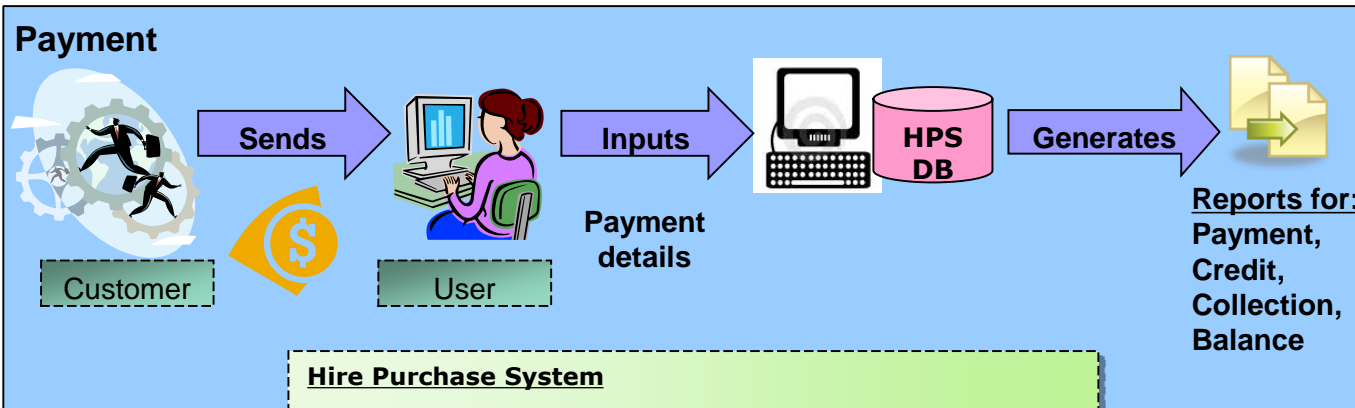 Payment
Sends
Inputs
HPS
DB
Generates
$
Payment
details
Customer
User
Reports for:
Payment,
Credit,
Collection,
Balance
Hire Purchase System